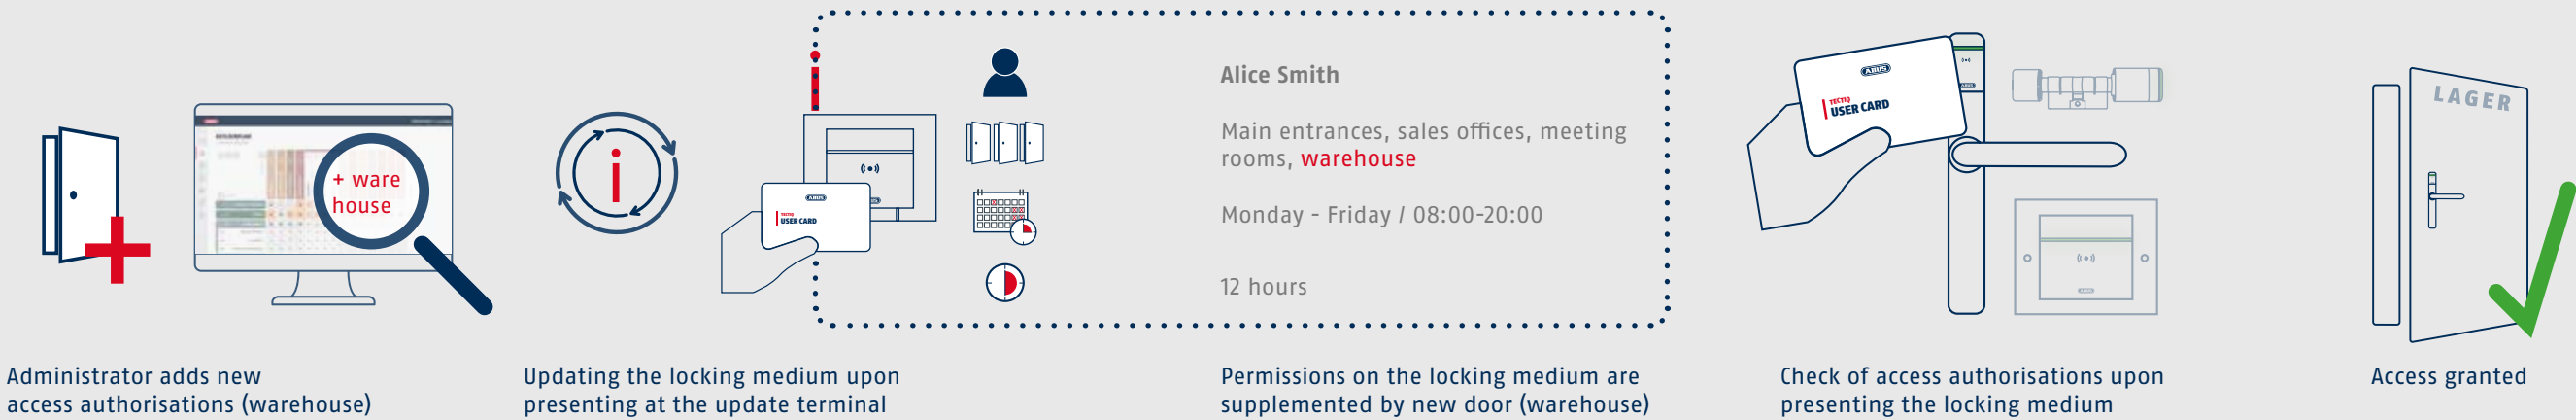 + ware
house
i
i
ABUS
TECTIQ
USER CARD
Alice Smith
Main entrances, sales offices, meeting
rooms, warehouse
Monday - Friday / 08:00-20:00
12 hours
ABUS
TECTIQ
USER CARD
ABUS
ABUS
LAGER
Administrator adds new
access authorisations (warehouse)
Updating the locking medium upon
presenting at the update terminal
Permissions on the locking medium are
supplemented by new door (warehouse)
Check of access authorisations upon
presenting the locking medium
Access granted